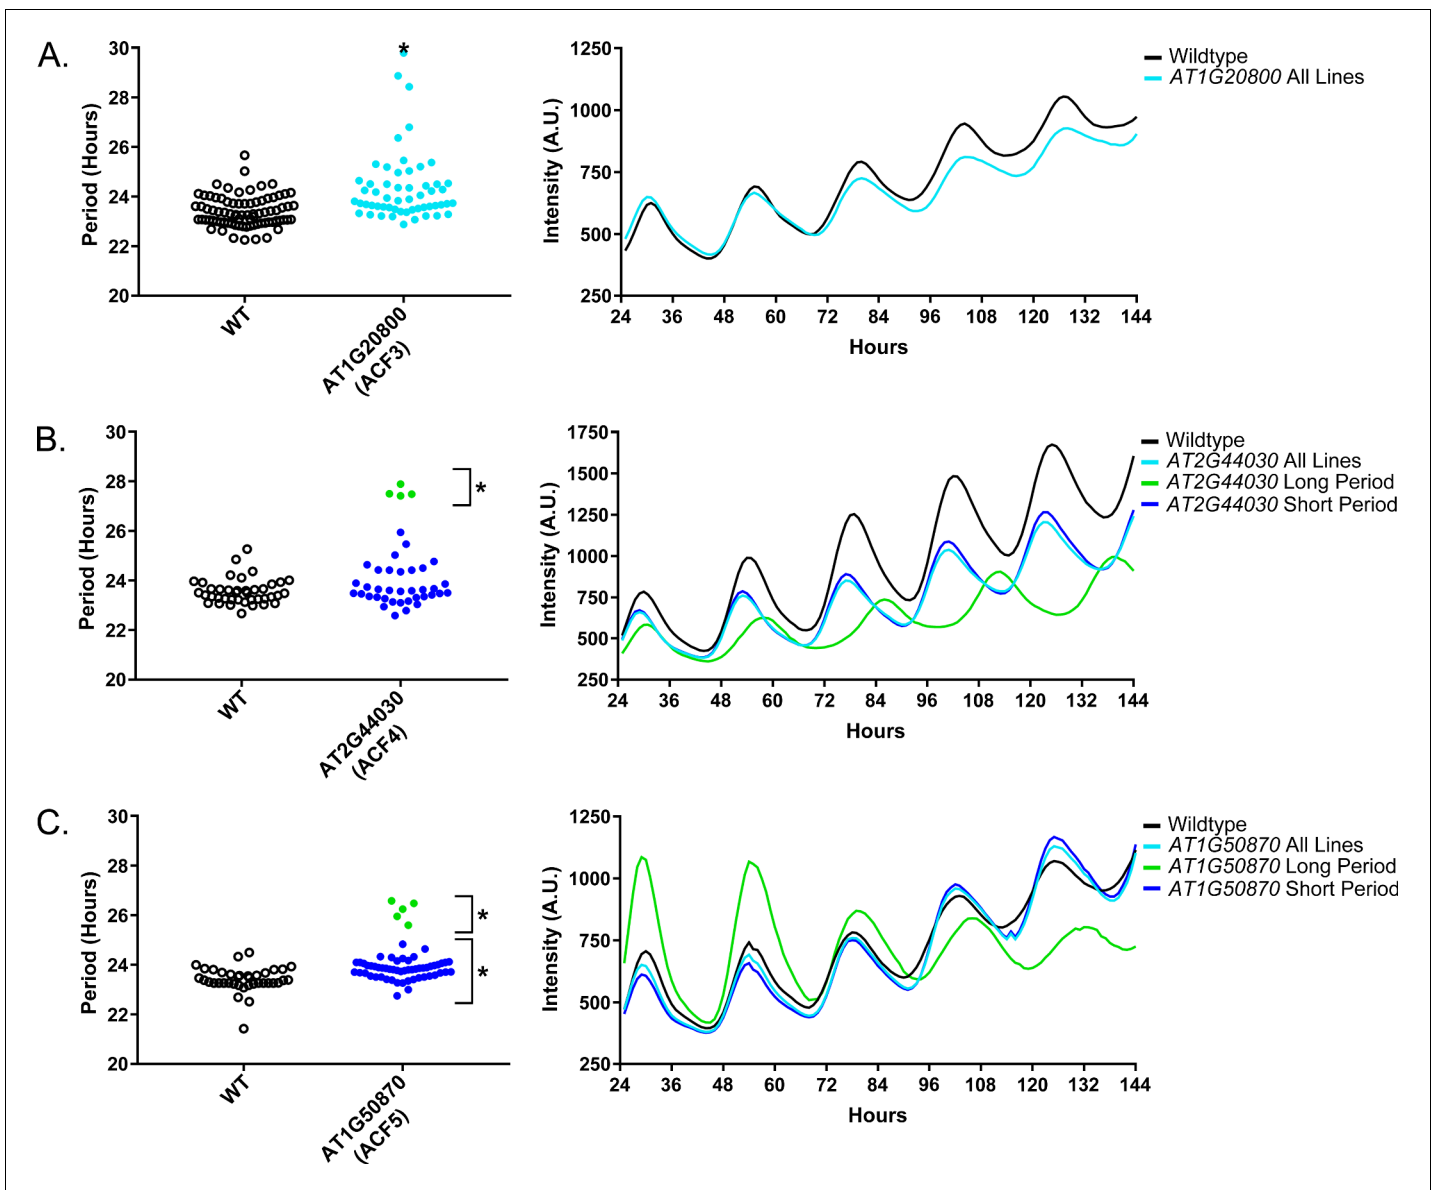 A.
Period (Hours)
30
28
26
24
22
20
*
WT
AT1G20800
(ACF3)
Intensity (A.U.)
1250
1000
750
500
250
24 36 48 60 72 84 96 108 120 132 144
Hours
Wildtype
AT1G20800 All Lines
B.
Period (Hours)
30
28
26
24
22
20
*
WT
AT2G44030
(ACF4)
Intensity (A.U.)
1750
1500
1250
1000
750
500
250
24 36 48 60 72 84 96 108 120 132 144
Hours
Wildtype
AT2G44030 All Lines
AT2G44030 Long Period
AT2G44030 Short Period
C.
Period (Hours)
30
28
26
24
22
20
*
*
WT
AT1G50870
(ACF5)
Intensity (A.U.)
1250
1000
750
500
250
24 36 48 60 72 84 96 108 120 132 144
Hours
Wildtype
AT1G50870 All Lines
AT1G50870 Long Period
AT1G50870 Short Period